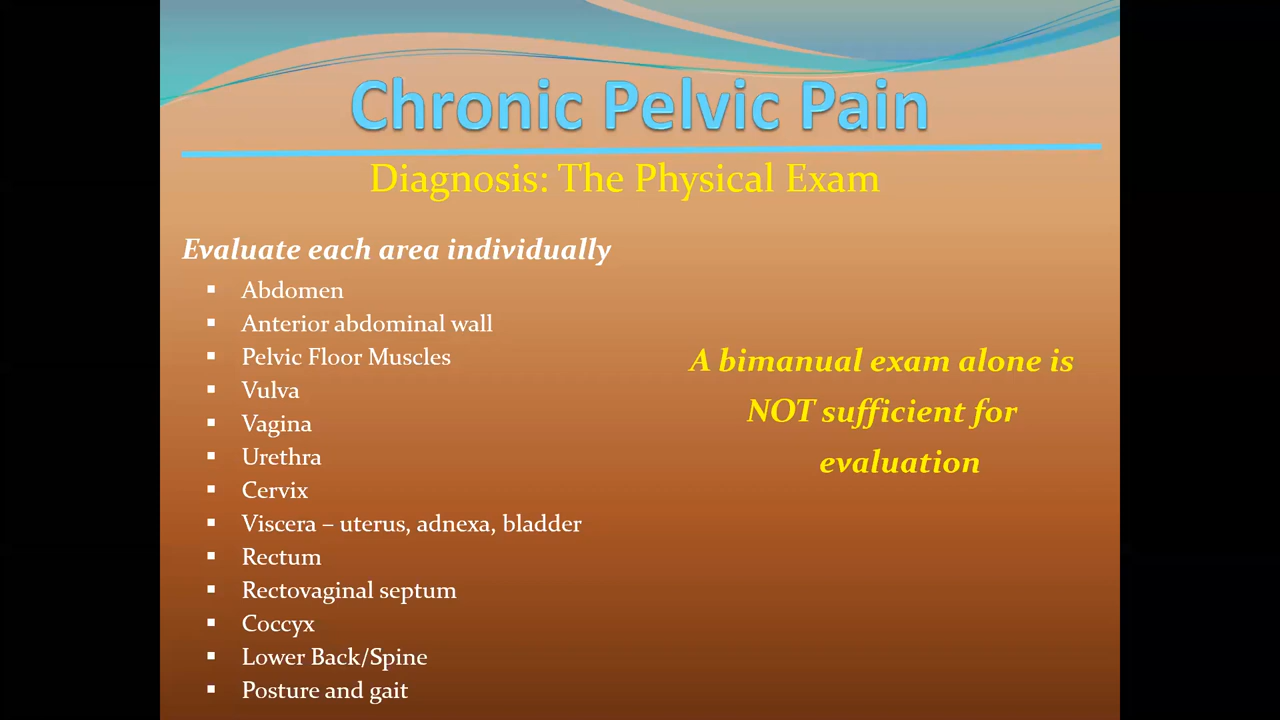 Chronic Pelvic Pain
Diagnosis: The Physical Exam
Evaluate each area individually
▪ Abdomen
▪ Anterior abdominal wall
▪ Pelvic Floor Muscles
▪ Vulva
▪ Vagina
▪ Urethra
▪ Cervix
▪ Viscera – uterus, adnexa, bladder
▪ Rectum
▪ Rectovaginal septum
▪ Coccyx
▪ Lower Back/Spine
▪ Posture and gait
A bimanual exam alone is
NOT sufficient for
evaluation